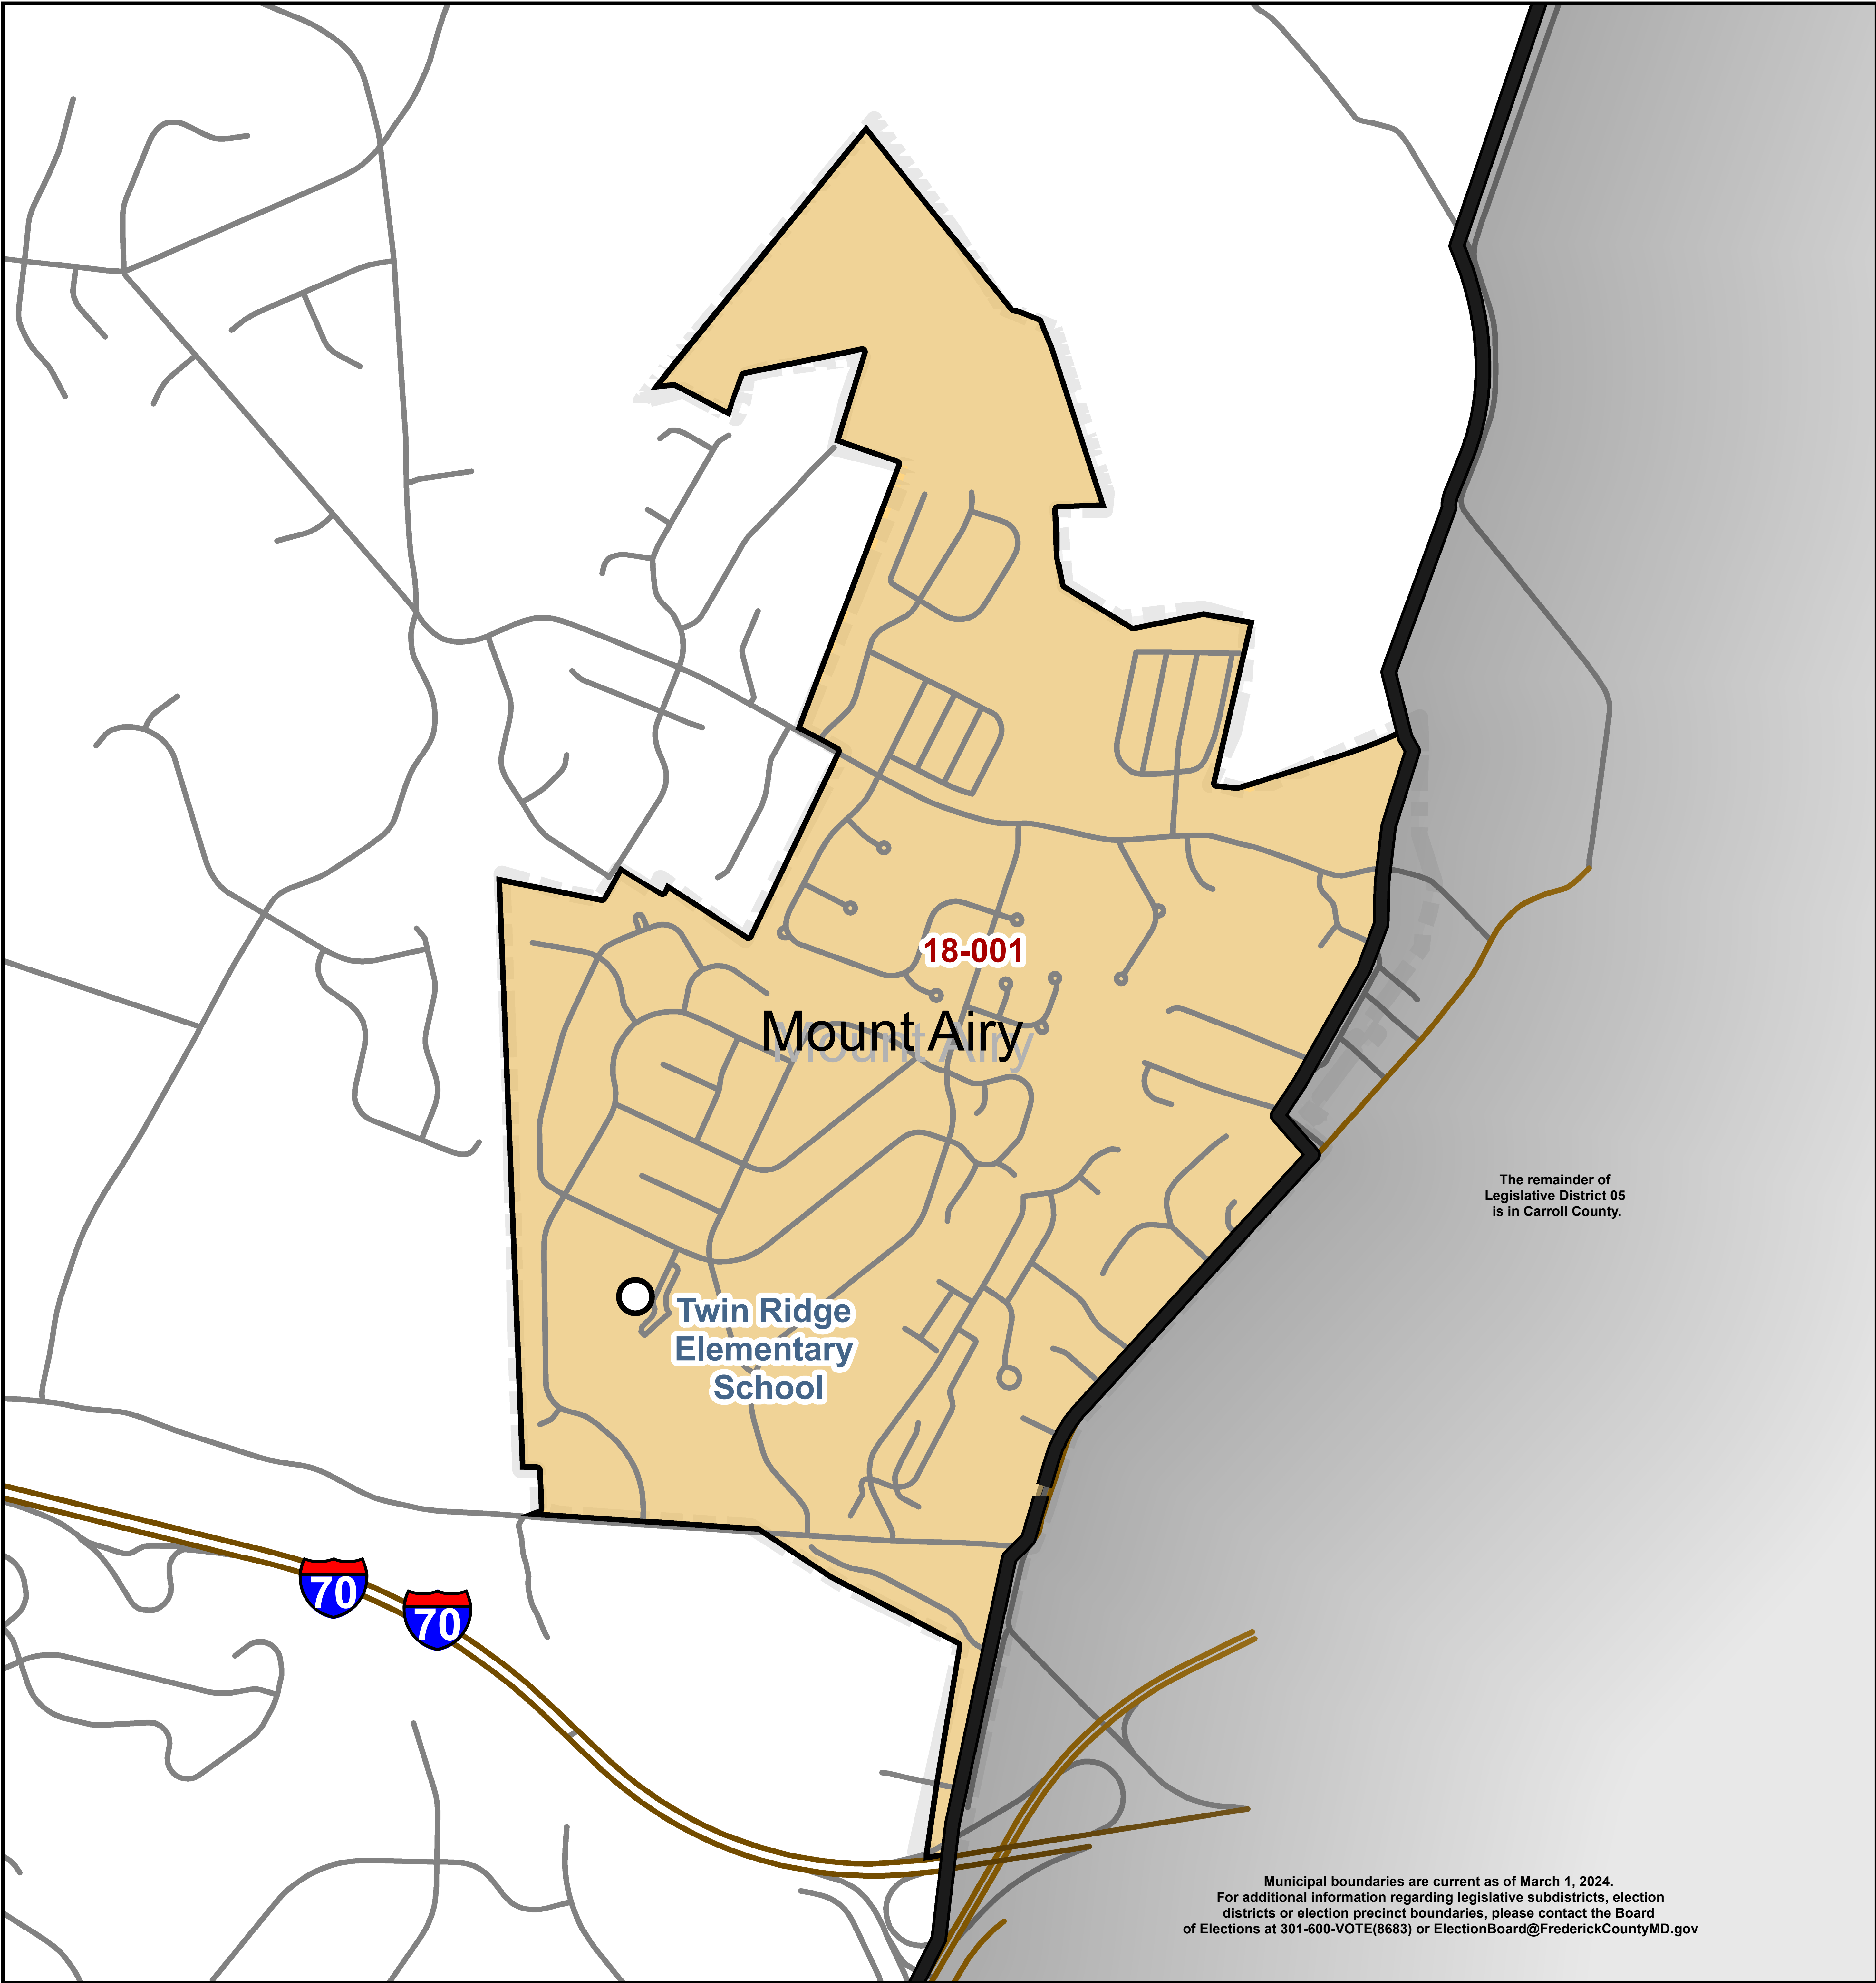 18-001
Mount Airy
The remainder of
Legislative District 05
is in Carroll County.
Twin Ridge
Elementary
School
70
70
Municipal boundaries are current as of March 1, 2024.
For additional information regarding legislative subdistricts, election
districts or election precinct boundaries, please contact the Board
of Elections at 301-600-VOTE(8683) or ElectionBoard@FrederickCountyMD.gov